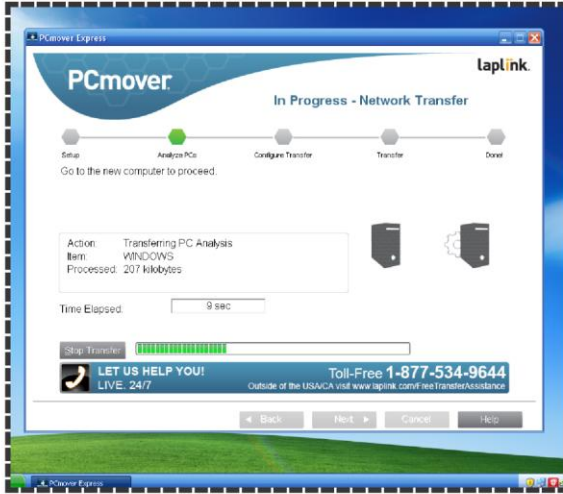 PCmover Express
PCmover
laplink.
In Progress - Network Transfer
Setup
Analyze PCs
Configure Transfer
Transfer
Done!
Go to the new computer to proceed.
Action: Transferring PC Analysis
Item: WINDOWS
Processed: 207 kilobytes
Time Elapsed: 9 sec
Stop Transfer
LET US HELP YOU! Toll-Free 1-877-534-9644
LIVE. 24/7 Outside of the USA/CA visit www.laplink.com/FreeTransferAssistance
Back Next Cancel Help
PCmover Express